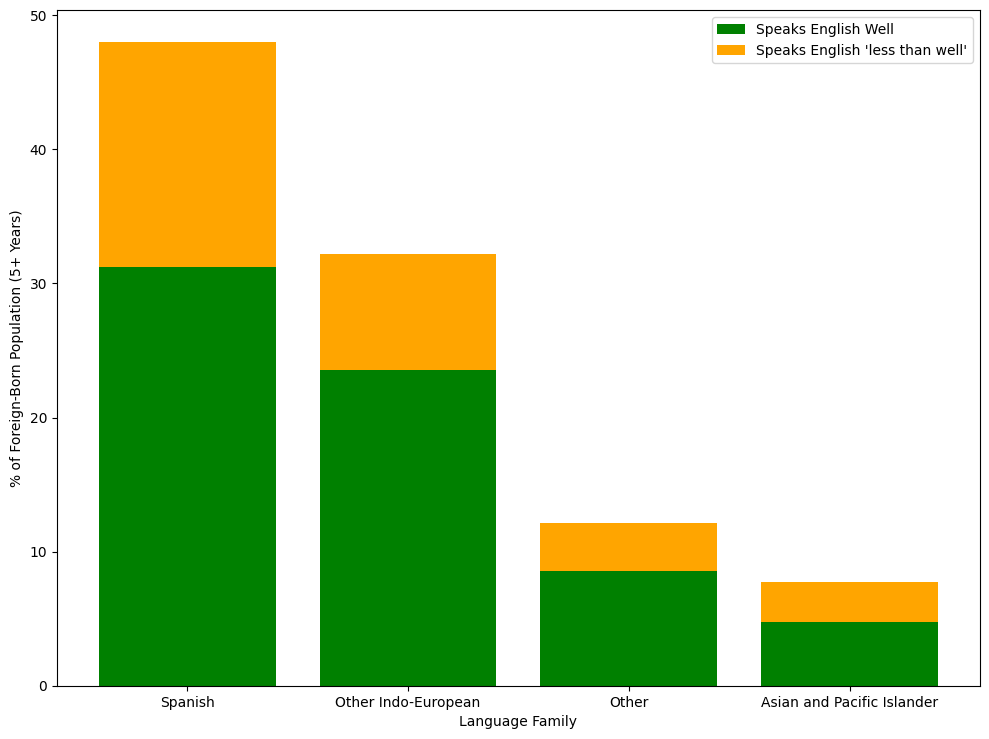 Speaks English Well
Speaks English 'less than well'
% of Foreign-Born Population (5+ Years)
50
40
30
20
10
0
Spanish
Other Indo-European
Other
Asian and Pacific Islander
Language Family